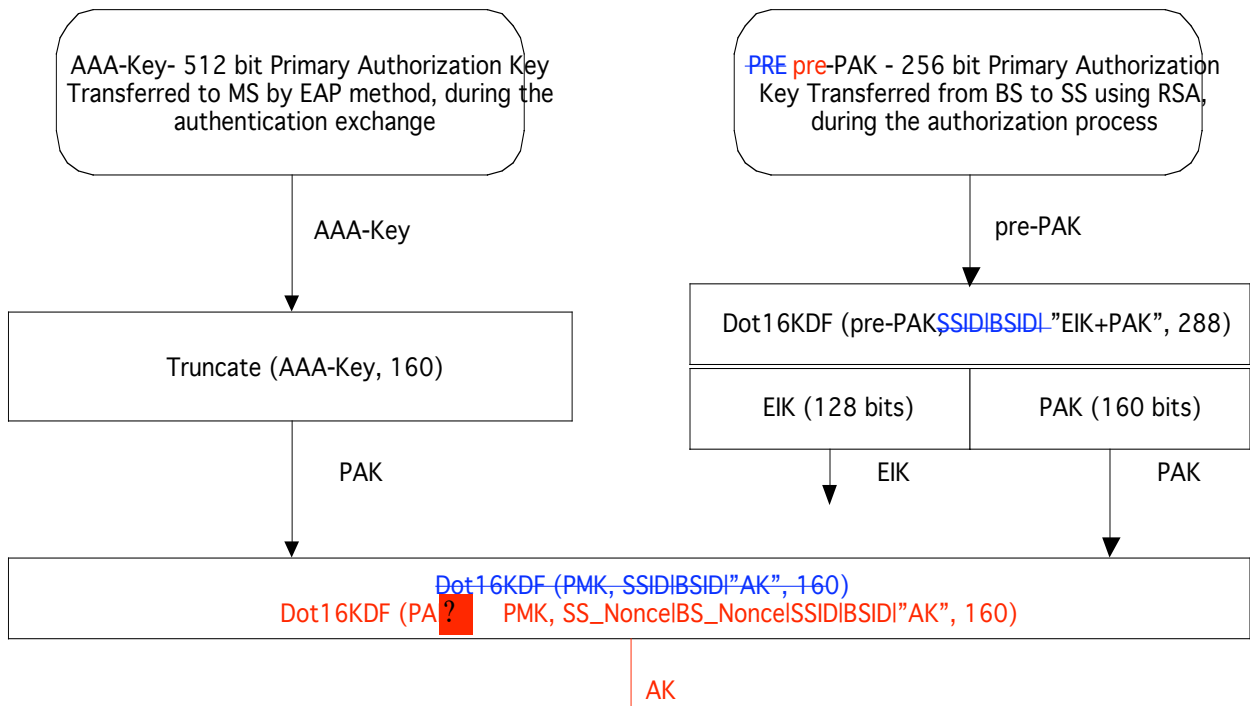 AAA-Key- 512 bit Primary Authorization Key
Transferred to MS by EAP method, during the
authentication exchange
PRE pre-PAK - 256 bit Primary Authorization
Key Transferred from BS to SS using RSA,
during the authorization process
AAA-Key
pre-PAK
Truncate (AAA-Key, 160)
Dot16KDF (pre-PAK,SSID|BSID| ”EIK+PAK”, 288)
EIK (128 bits)
PAK (160 bits)
PAK
EIK
PAK
Dot16KDF (PMK, SSID|BSID|”AK”, 160)
Dot16KDF (PA ? PMK, SS_Nonce|BS_Nonce|SSID|BSID|”AK”, 160)
AK